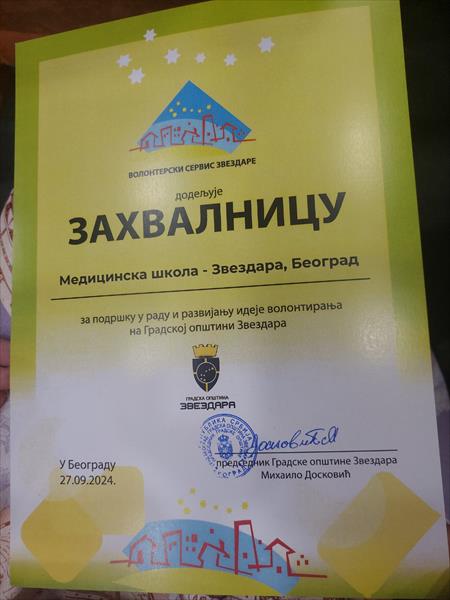 ВОЛОНТЕРСКИ СЕРВИС ЗВЕЗДАРЕ
додељује
ЗАХВАЛНИЦУ
Медицинска школа - Звездара, Београд
за подршку у раду и развијању идеје волонтирања
на Градској општини Звездара
ГРАДСКА ОПШТИНА
ЗВЕЗДАРА
У Београду
27.09.2024.
председник Градске општине Звездара
Михаило Досковић